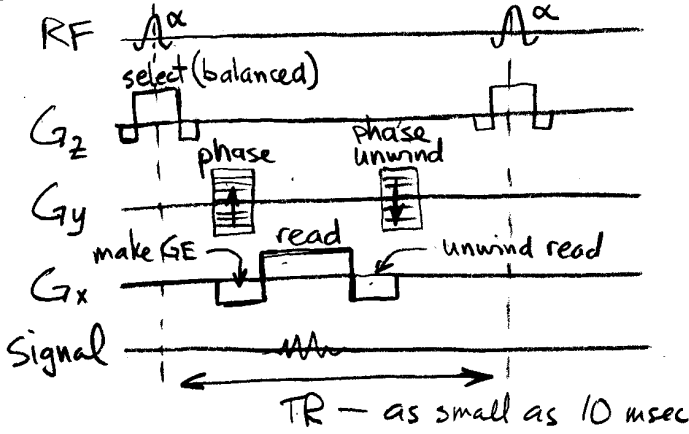 RF α α
select (balanced)
Gz
phase phase unwind
Gy
make GE read unwind read
Gx
Signal
TR — as small as 10 msec